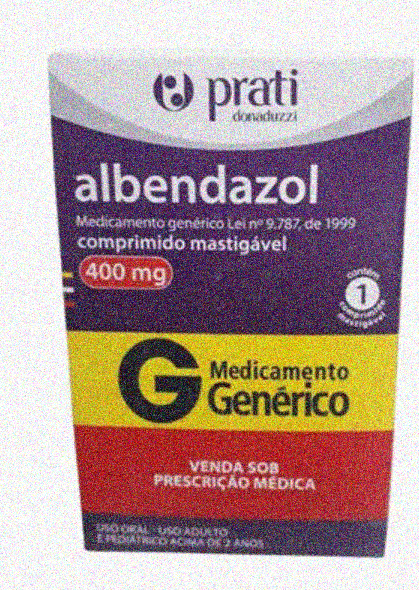 prati
donaduzzi
albendazol
Medicamento genérico Lei nº 9.787, de 1999
comprimido mastigável
400 mg
contém
1
comprimido
mastigável
G Medicamento
Genérico
VENDA SOB
PRESCRIÇÃO MÉDICA
USO ORAL USO ADULTO
E PEDIÁTRICO ACIMA DE 2 ANOS